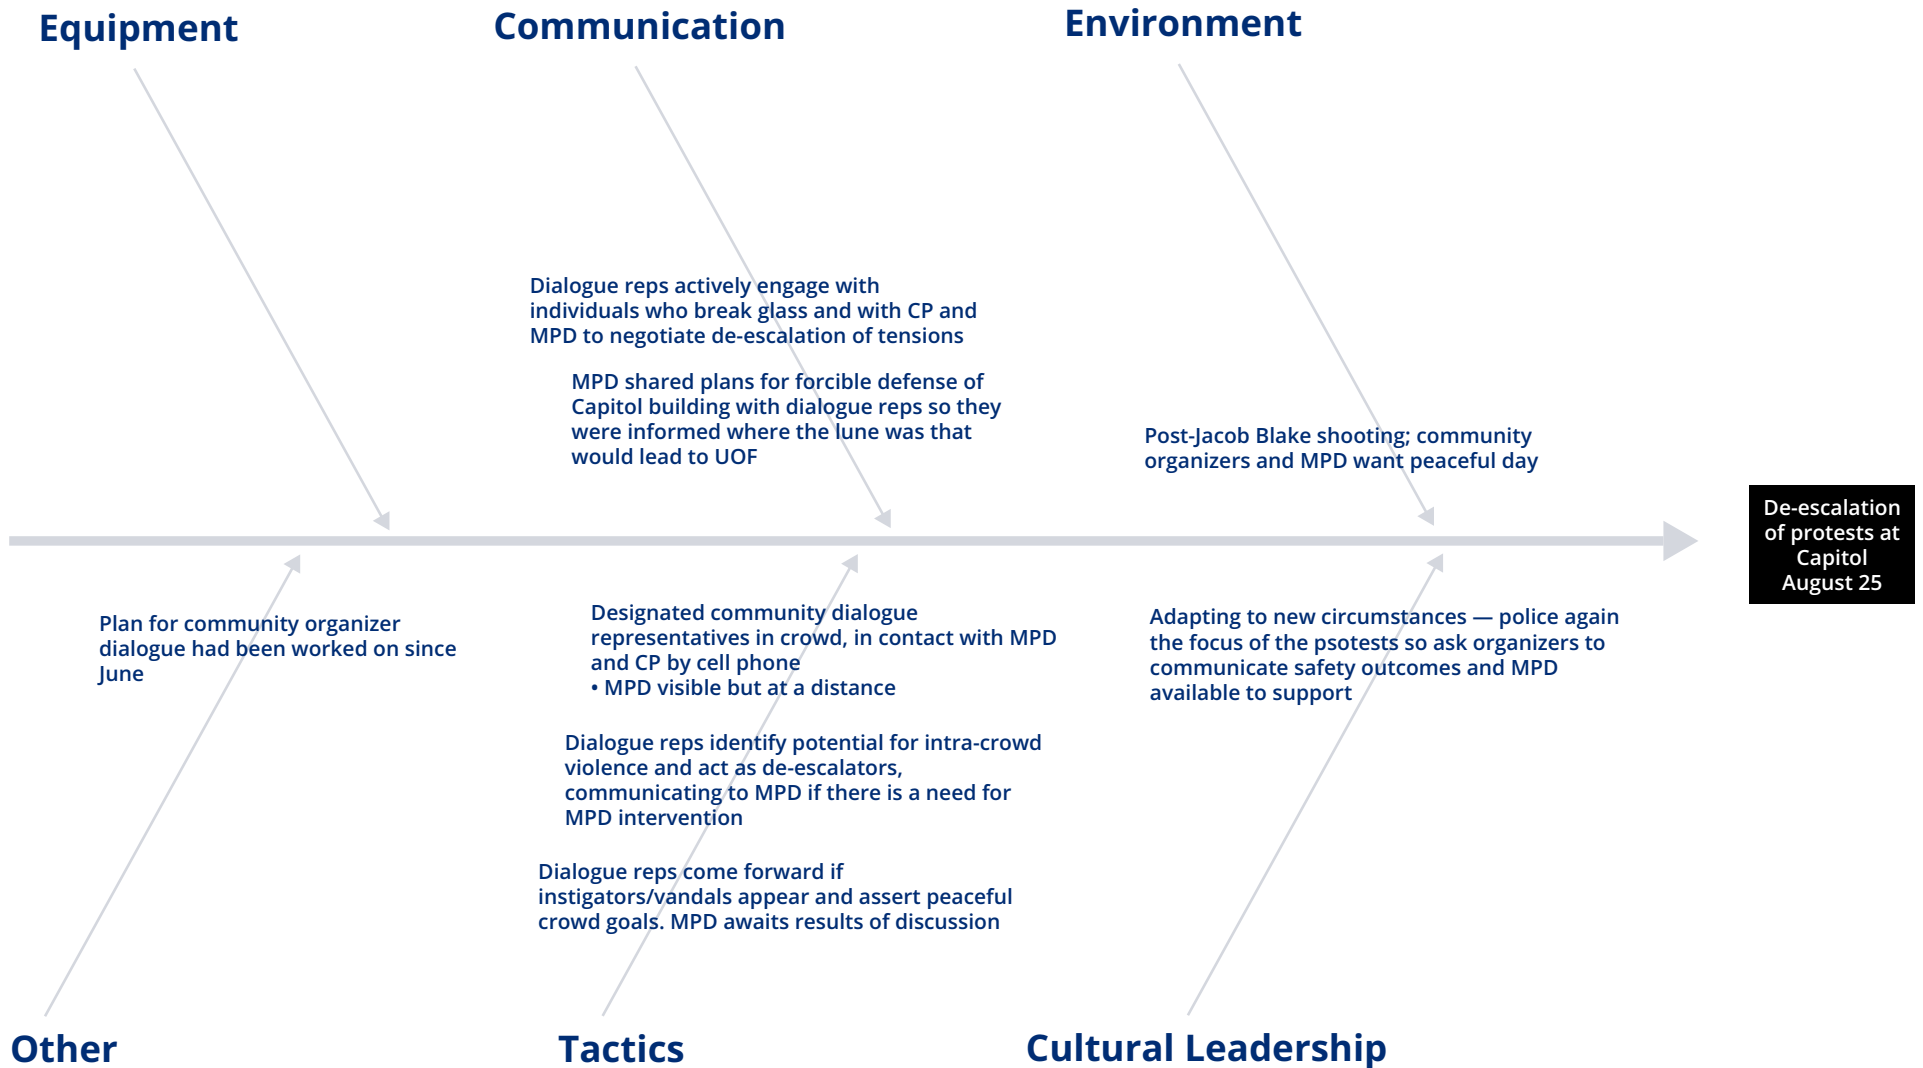 Equipment
Communication
Environment
Dialogue reps actively engage with
individuals who break glass and with CP and
MPD to negotiate de-escalation of tensions
MPD shared plans for forcible defense of
Capitol building with dialogue reps so they
were informed where the lune was that
would lead to UOF
Post-Jacob Blake shooting; community
organizers and MPD want peaceful day
De-escalation
of protests at
Capitol
August 25
Plan for community organizer
dialogue had been worked on since
June
Designated community dialogue
representatives in crowd, in contact with MPD
and CP by cell phone
• MPD visible but at a distance
Dialogue reps identify potential for intra-crowd
violence and act as de-escalators,
communicating to MPD if there is a need for
MPD intervention
Dialogue reps come forward if
instigators/vandals appear and assert peaceful
crowd goals. MPD awaits results of discussion
Adapting to new circumstances — police again
the focus of the psotests so ask organizers to
communicate safety outcomes and MPD
available to support
Other
Tactics
Cultural Leadership